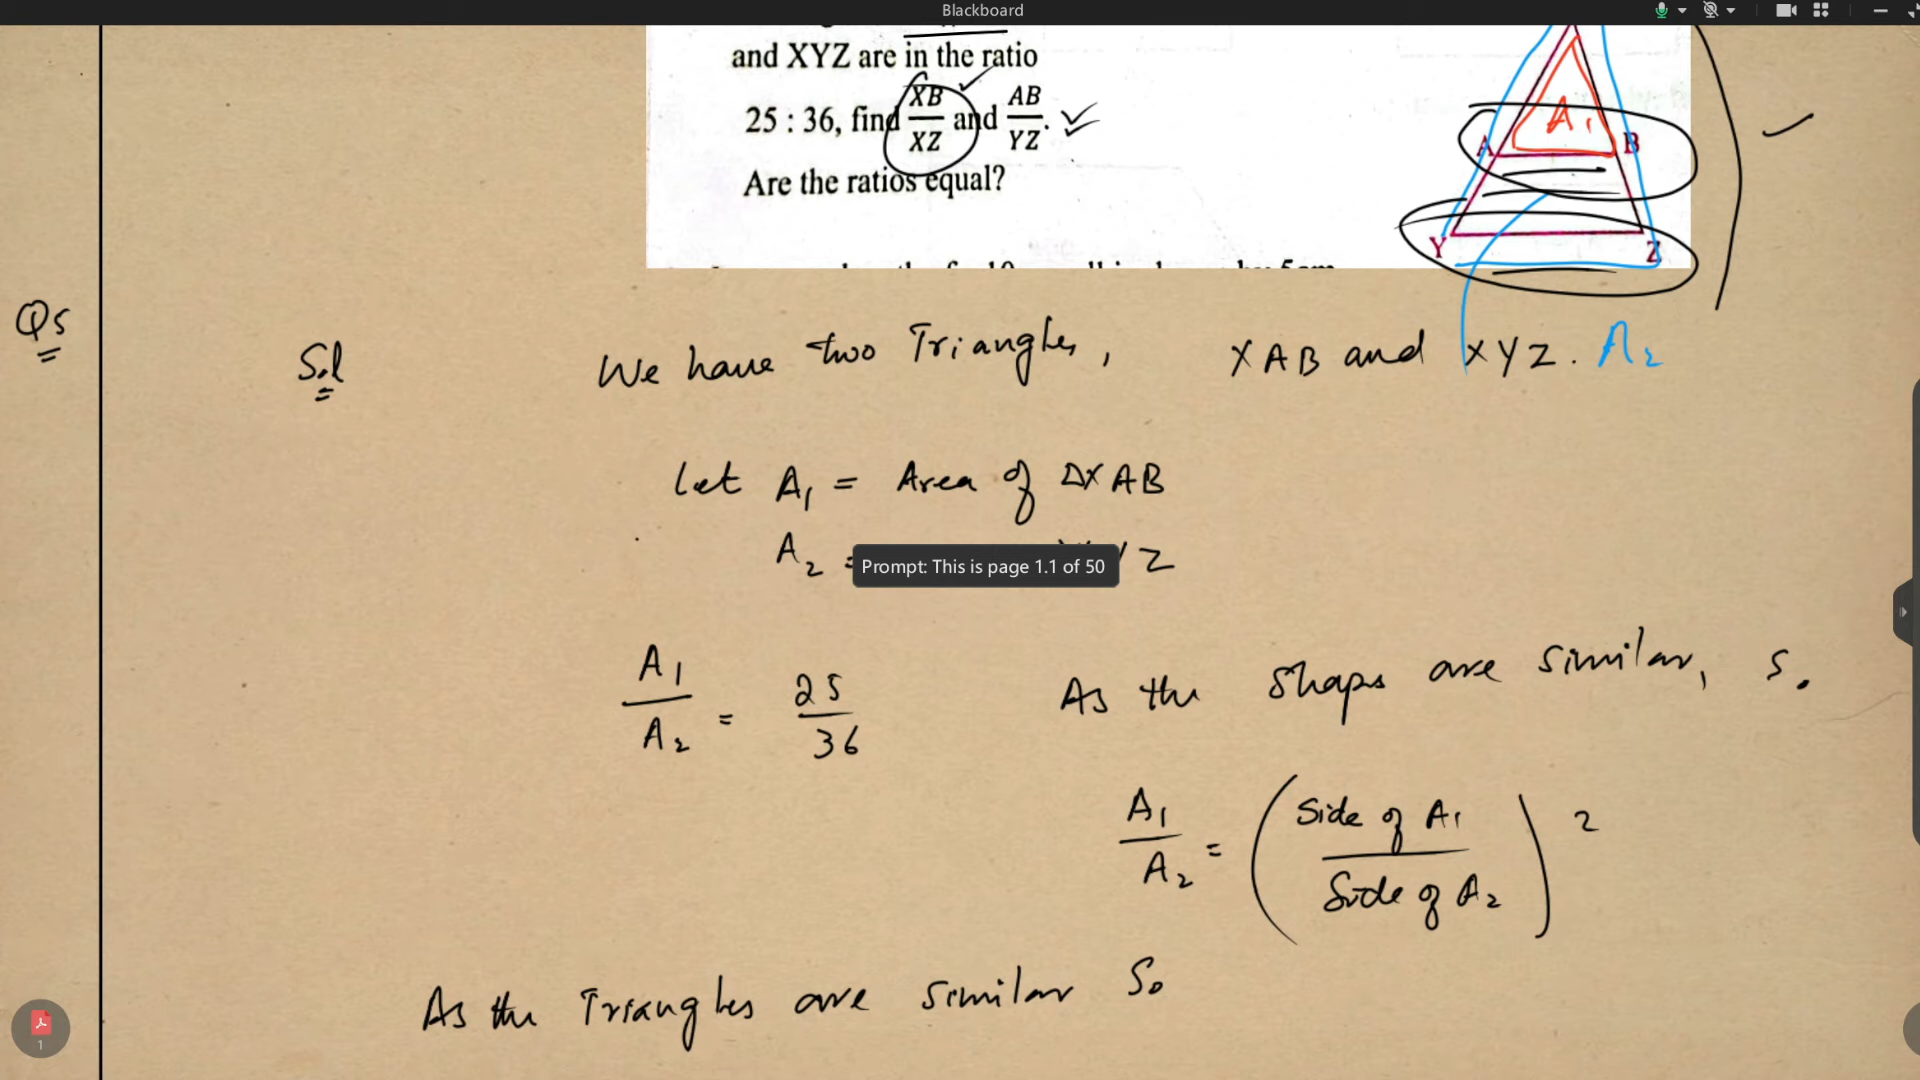 Blackboard
and XYZ are in the ratio
25 : 36, find XB/XZ and AB/YZ.
Are the ratios equal?
A1
A B
Y Z
Q5
Sol
We have two Triangles, XAB and XYZ. A2
Let A1 = Area of ΔXAB
A2 = Z
Prompt: This is page 1.1 of 50
A1/A2 = 25/36 As the shaps are similar, So
A1/A2 = (Side of A1/Side of A2)2
As the Triangles are similar So
1